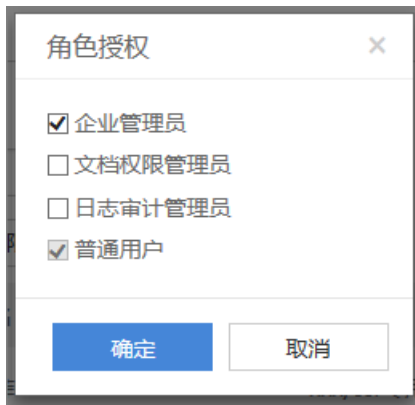 角色授权
企业管理员
文档权限管理员
日志审计管理员
普通用户
确定
取消